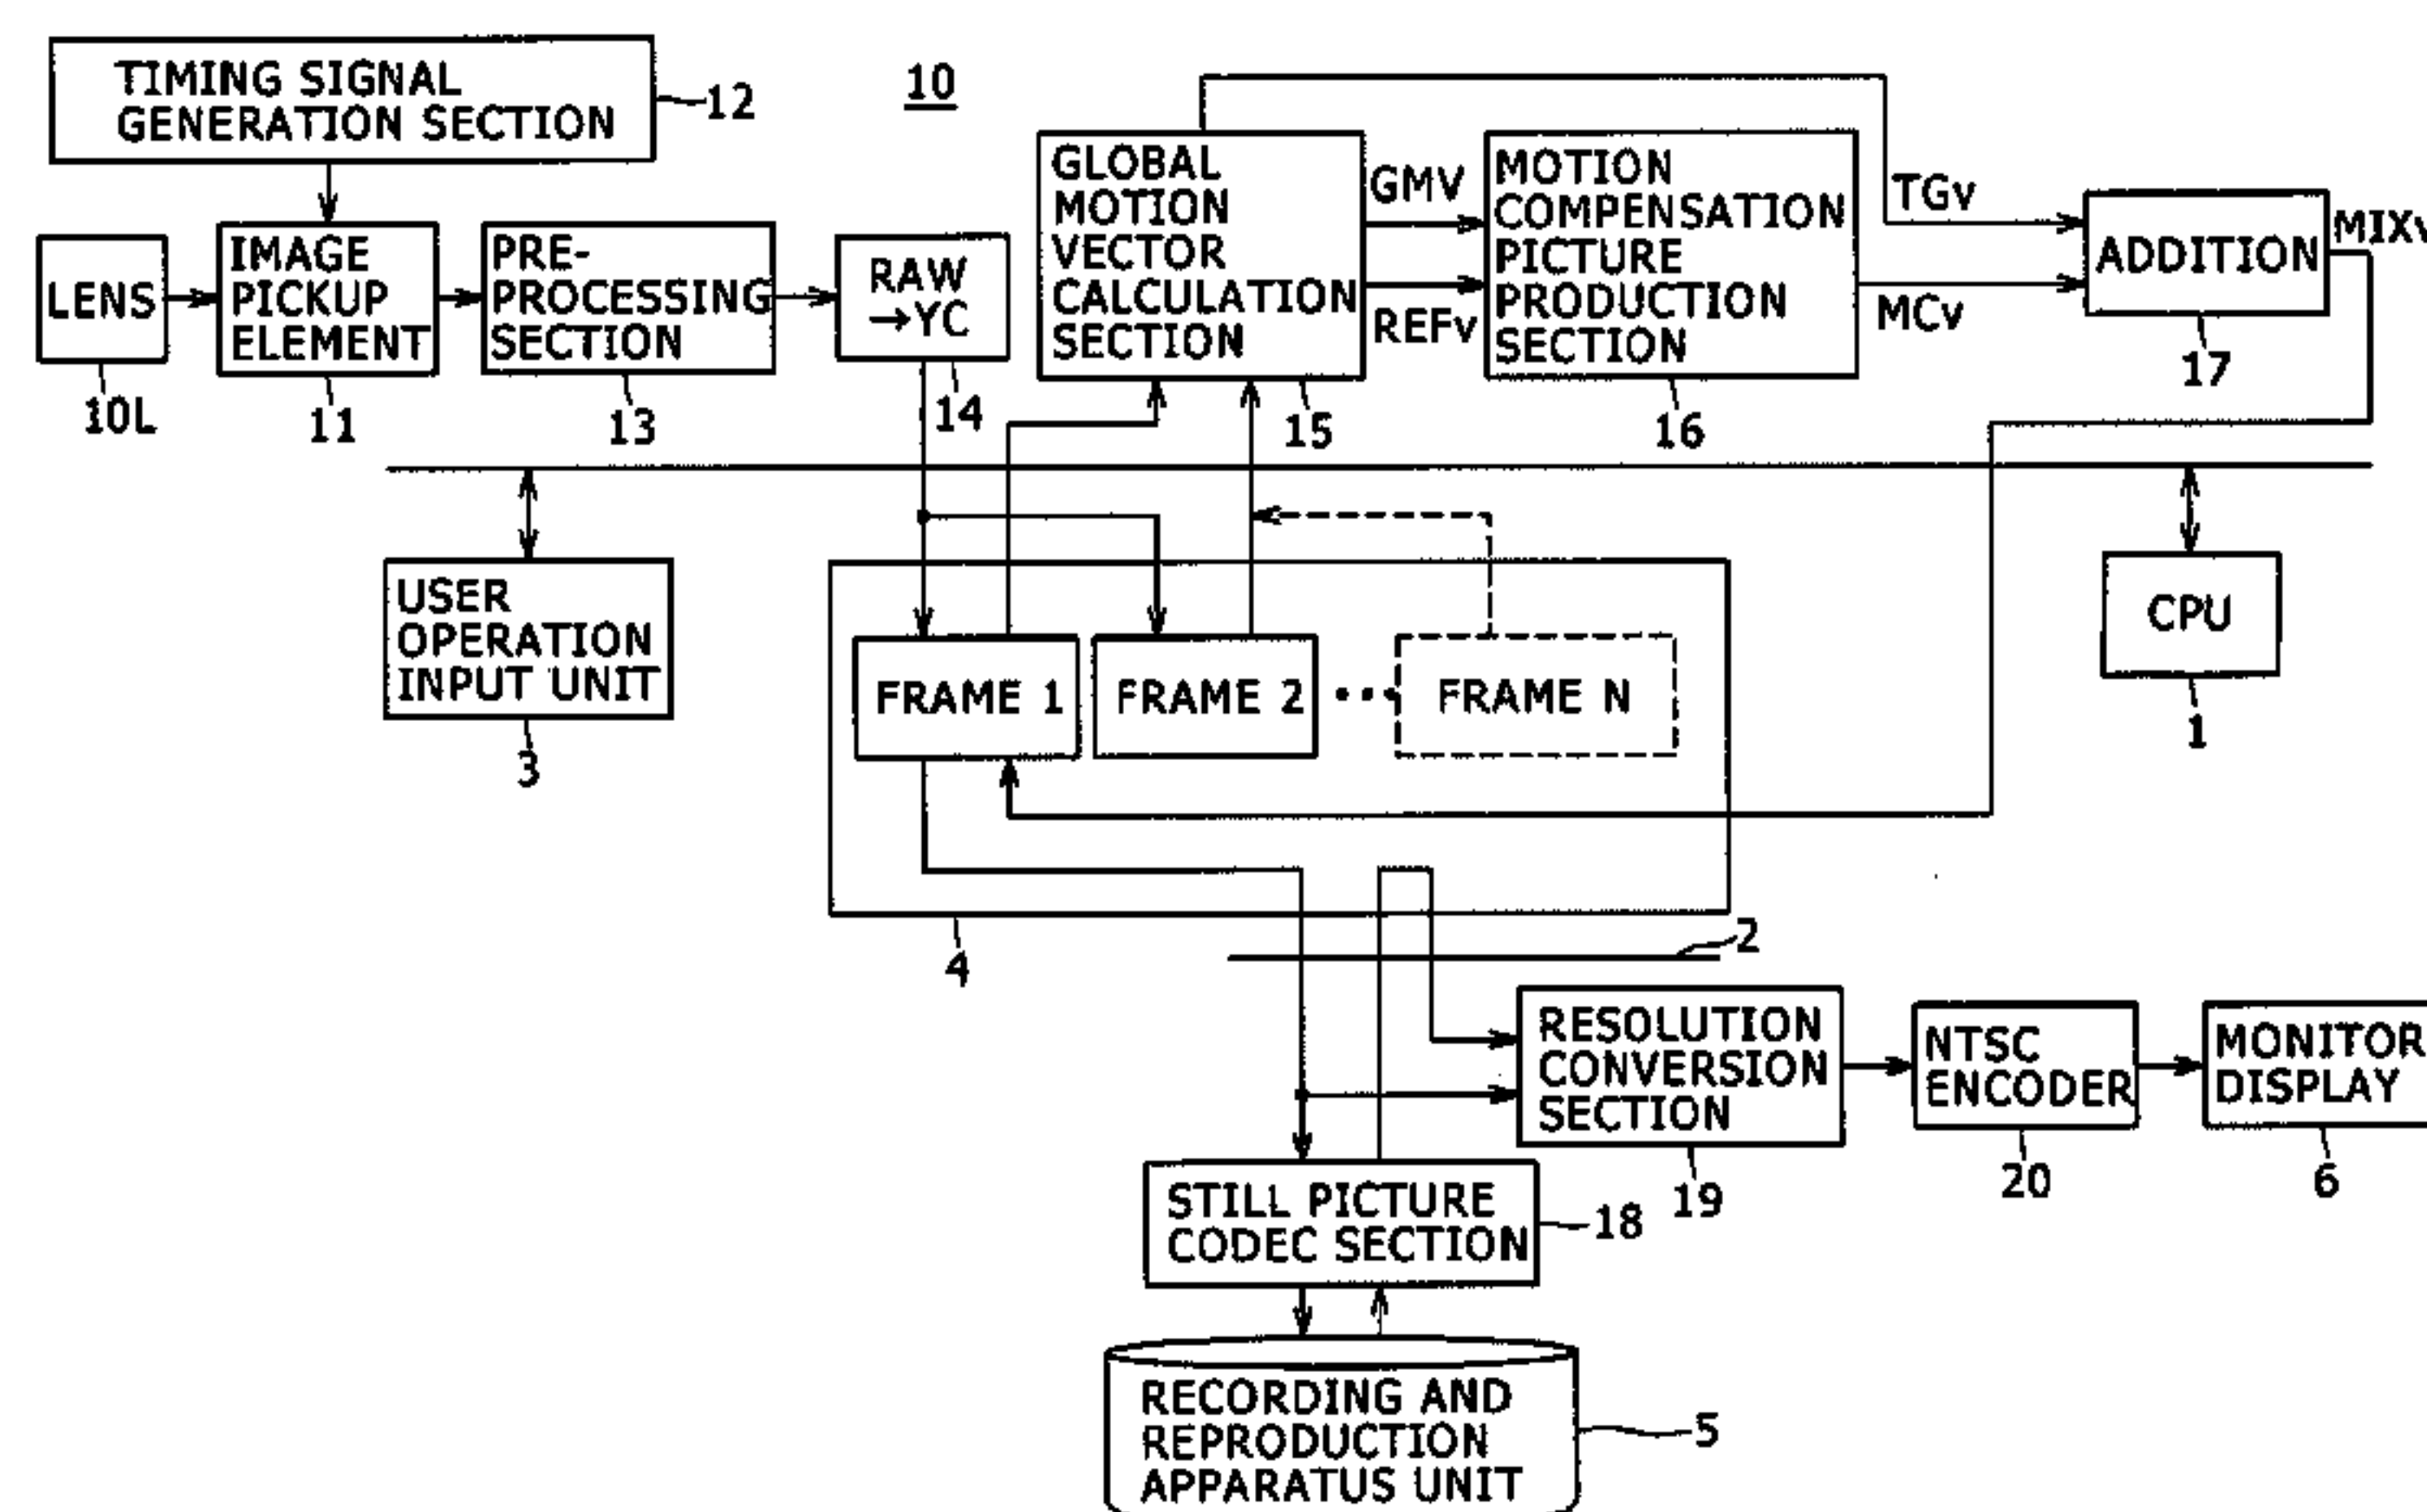 TIMING SIGNAL
GENERATION SECTION
12
10
LENS
10L
IMAGE
PICKUP
ELEMENT
11
PRE-
PROCESSING
SECTION
13
RAW
→YC
14
GLOBAL
MOTION
VECTOR
CALCULATION
SECTION
15
GMV
REFv
MOTION
COMPENSATION
PICTURE
PRODUCTION
SECTION
16
TGv
MCv
ADDITION
17
MIXv
USER
OPERATION
INPUT UNIT
3
FRAME 1
FRAME 2
•••
FRAME N
4
CPU
1
2
RESOLUTION
CONVERSION
SECTION
19
NTSC
ENCODER
20
MONITOR
DISPLAY
6
STILL PICTURE
CODEC SECTION
18
RECORDING AND
REPRODUCTION
APPARATUS UNIT
5